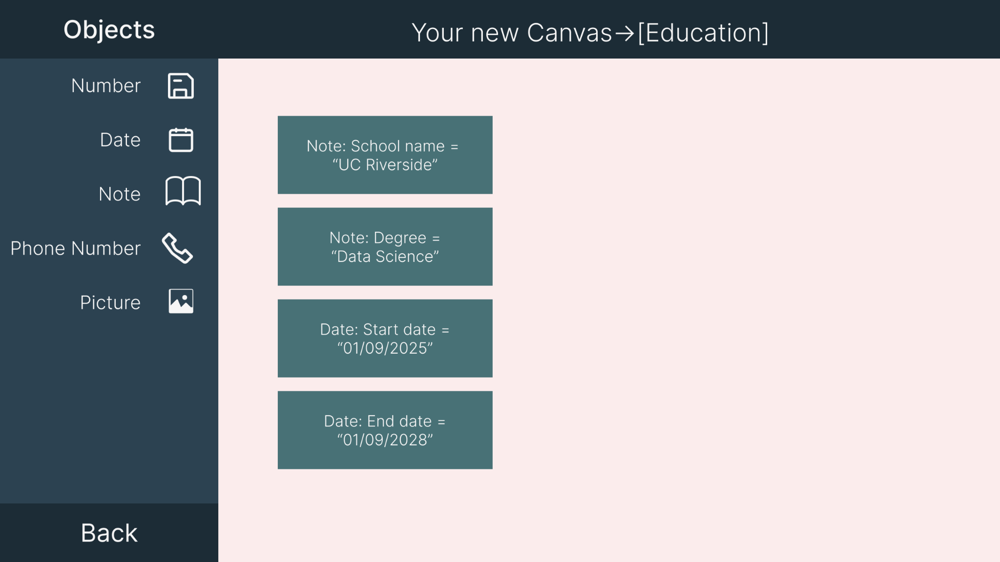 Objects
Your new Canvas→[Education]
Number
Date
Note
Phone Number
Picture
Back
Note: School name =
“UC Riverside”
Note: Degree =
“Data Science”
Date: Start date =
“01/09/2025”
Date: End date =
“01/09/2028”